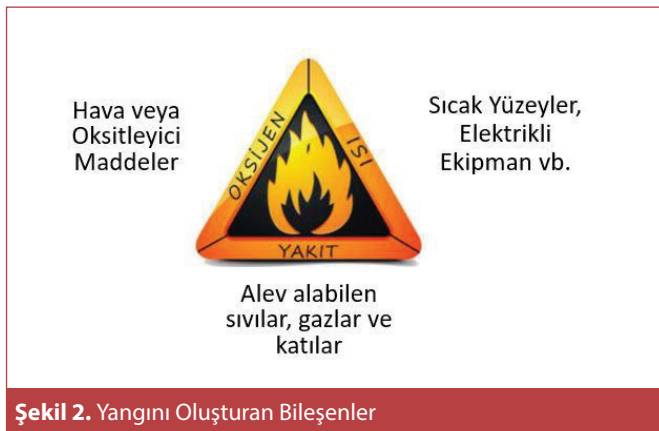 Hava veya
Oksitleyici
Maddeler
OKSİJEN
ISI
YAKIT
Sıcak Yüzeyler,
Elektrikli
Ekipman vb.
Alev alabilen
sıvılar, gazlar ve
katılar
Şekil 2. Yangını Oluşturan Bileşenler